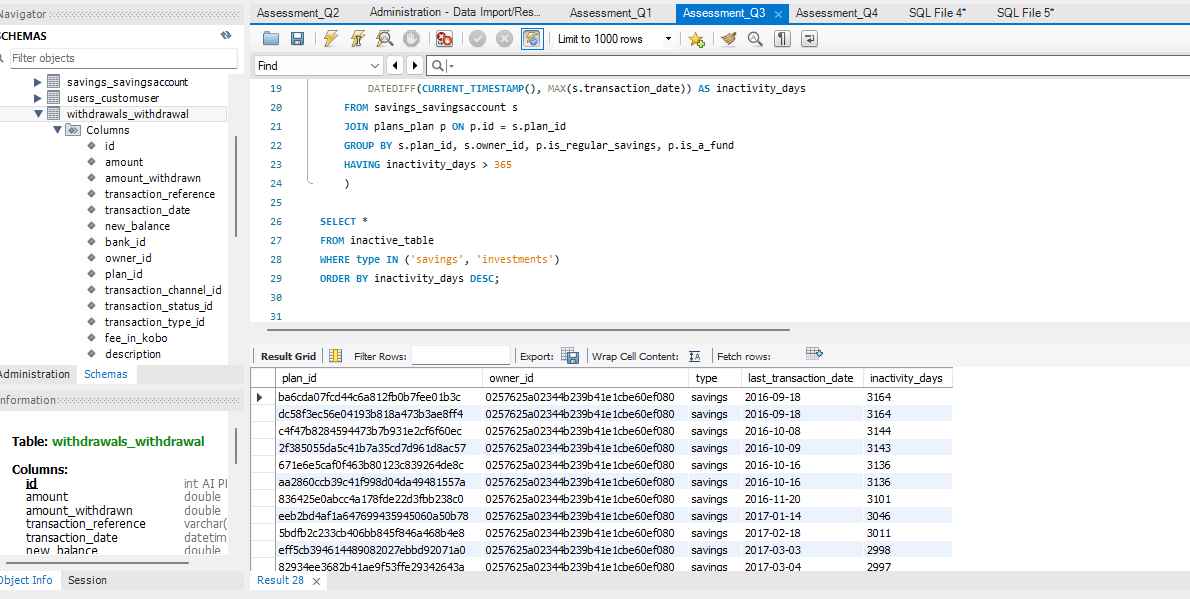 Navigator
Assessment_Q2 Administration - Data Import/Res... Assessment_Q1 Assessment_Q3 Assessment_Q4 SQL File 4* SQL File 5*
SCHEMAS
Filter objects
Limit to 1000 rows
Find
savings_savingsaccount
users_customuser
withdrawals_withdrawal
Columns
id
amount
amount_withdrawn
transaction_reference
transaction_date
new_balance
bank_id
owner_id
plan_id
transaction_channel_id
transaction_status_id
transaction_type_id
fee_in_kobo
description
Administration Schemas
Information
Table: withdrawals_withdrawal
Columns:
id int AI P
amount double
amount_withdrawn double
transaction_reference varchar(
transaction_date datetim
new_balance double
Object Info Session
19 DATEDIFF(CURRENT_TIMESTAMP(), MAX(s.transaction_date)) AS inactivity_days
20 FROM savings_savingsaccount s
21 JOIN plans_plan p ON p.id = s.plan_id
22 GROUP BY s.plan_id, s.owner_id, p.is_regular_savings, p.is_a_fund
23 HAVING inactivity_days > 365
24 )
25
26 SELECT *
27 FROM inactive_table
28 WHERE type IN ('savings', 'investments')
29 ORDER BY inactivity_days DESC;
30
31
Result Grid Filter Rows: Export: Wrap Cell Content: Fetch rows:
plan_id owner_id type last_transaction_date inactivity_days
ba6cda07fcd44c6a812fb0b7fee01b3c 0257625a02344b239b41e1cbe60ef080 savings 2016-09-18 3164
dc58f3ec56e04193b818a473b3ae8ff4 0257625a02344b239b41e1cbe60ef080 savings 2016-09-18 3164
c4f47b8284594473b7b931e2cf6f60ec 0257625a02344b239b41e1cbe60ef080 savings 2016-10-08 3144
2f385055da5c41b7a35cd7d961d8ac57 0257625a02344b239b41e1cbe60ef080 savings 2016-10-09 3143
671e6e5caf0f463b80123c839264de8c 0257625a02344b239b41e1cbe60ef080 savings 2016-10-16 3136
aa2860ccb39c41f998d04da49481557a 0257625a02344b239b41e1cbe60ef080 savings 2016-10-16 3136
836425e0abcc4a178fde22d3fbb238c0 0257625a02344b239b41e1cbe60ef080 savings 2016-11-20 3101
eeb2bd4af1a647699435945060a50b78 0257625a02344b239b41e1cbe60ef080 savings 2017-01-14 3046
5bdfb2c233cb406bb845f846a468b4e8 0257625a02344b239b41e1cbe60ef080 savings 2017-02-18 3011
eff5cb394614489082027ebbd92071a0 0257625a02344b239b41e1cbe60ef080 savings 2017-03-03 2998
82934ee3682b41ae9f53ffe29342643a 0257625a02344b239b41e1cbe60ef080 savings 2017-03-04 2997
Result 28